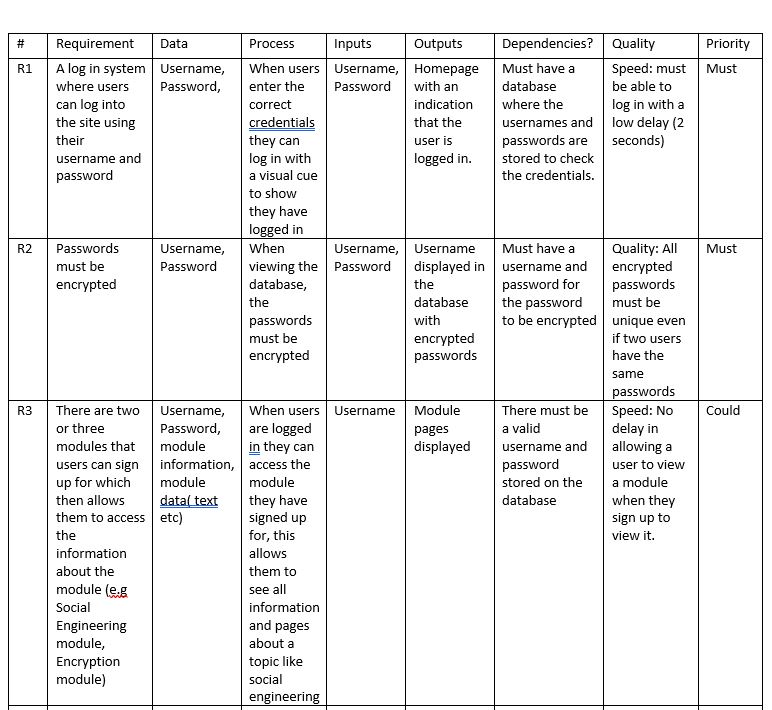 # Requirement Data Process Inputs Outputs Dependencies? Quality Priority
R1
A log in system
where users
can log into
the site using
their
username and
password
Username,
Password,
When users
enter the
correct
credentials
they can
log in with
a visual cue
to show
they have
logged in
Username,
Password
Homepage
with an
indication
that the
user is
logged in.
Must have a
database
where the
usernames and
passwords are
stored to check
the credentials.
Speed: must
be able to
log in with a
low delay (2
seconds)
Must
R2
Passwords
must be
encrypted
Username,
Password
When
viewing the
database,
the
passwords
must be
encrypted
Username,
Password
Username
displayed in
the
database
with
encrypted
passwords
Must have a
username and
password for
the password
to be encrypted
Quality: All
encrypted
passwords
must be
unique even
if two users
have the
same
passwords
Must
R3
There are two
or three
modules that
users can sign
up for which
then allows
them to access
the
information
about the
module (e.g
Social
Engineering
module,
Encryption
module)
Username,
Password,
module
information,
module
data( text
etc)
When users
are logged
in they can
access the
module
they have
signed up
for, this
allows
them to
see all
information
and pages
about a
topic like
social
engineering
Username
Module
pages
displayed
There must be
a valid
username and
password
stored on the
database
Speed: No
delay in
allowing a
user to view
a module
when they
sign up to
view it.
Could